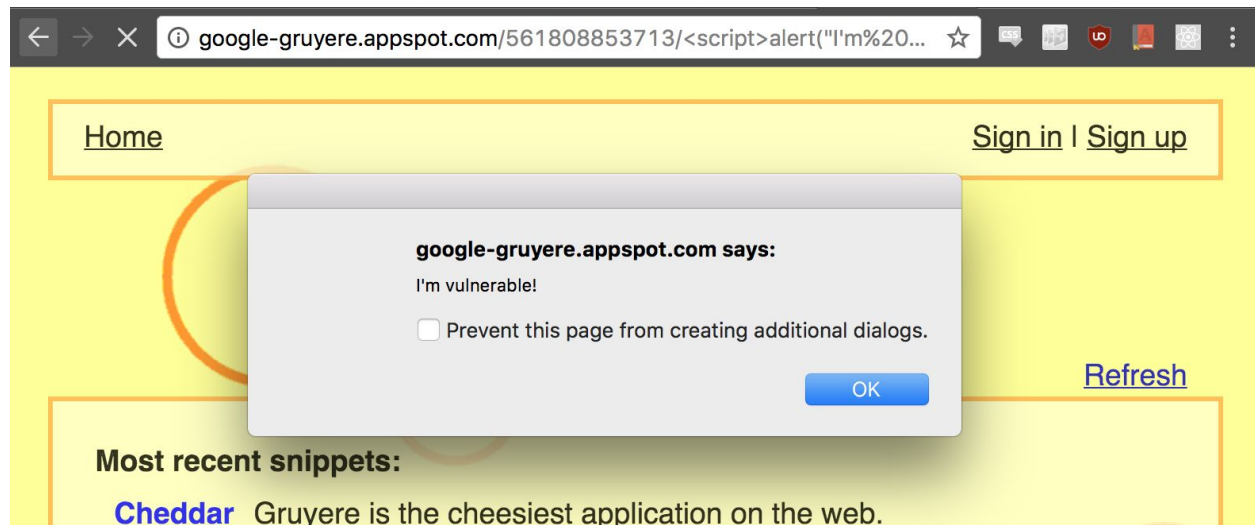 google-gruyere.appspot.com/561808853713/<script>alert("I'm%20...
CSS
Home
Sign in | Sign up
google-gruyere.appspot.com says:
I'm vulnerable!
Prevent this page from creating additional dialogs.
OK
Refresh
Most recent snippets:
Cheddar Gruyere is the cheesiest application on the web.